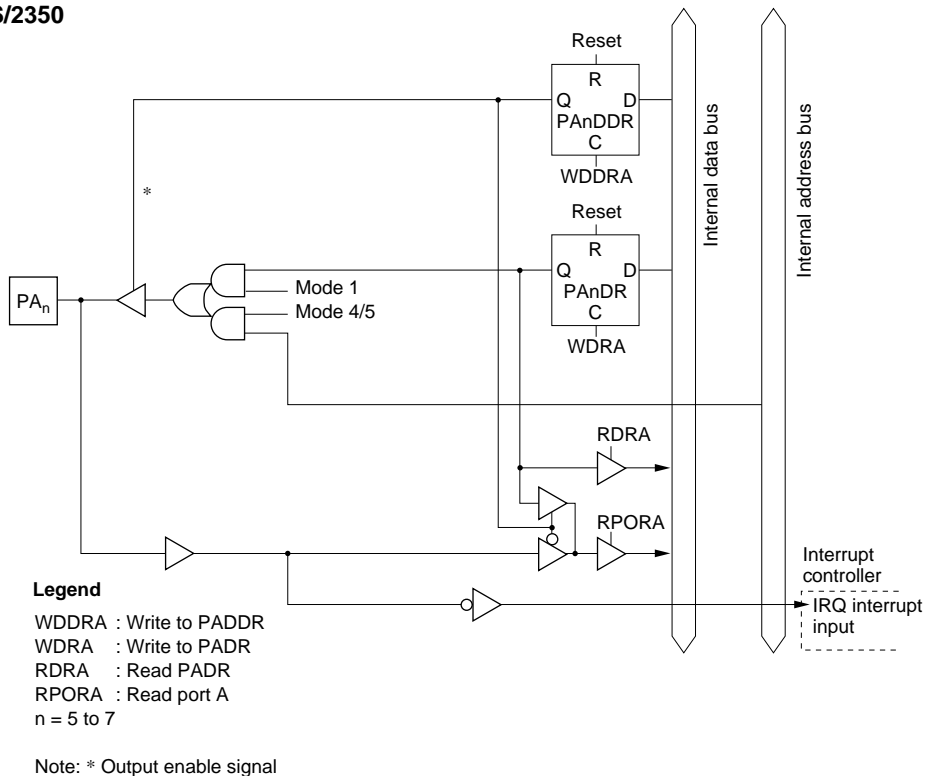 6/2350
Reset
R
Q D
PAnDDR
C
WDDRA
Internal data bus
Internal address bus
*
Reset
R
Q D
PAnDR
C
WDRA
PAn
Mode 1
Mode 4/5
RDRA
RPORA
Interrupt
controller
IRQ interrupt
input
Legend
WDDRA : Write to PADDR
WDRA : Write to PADR
RDRA : Read PADR
RPORA : Read port A
n = 5 to 7
Note: * Output enable signal